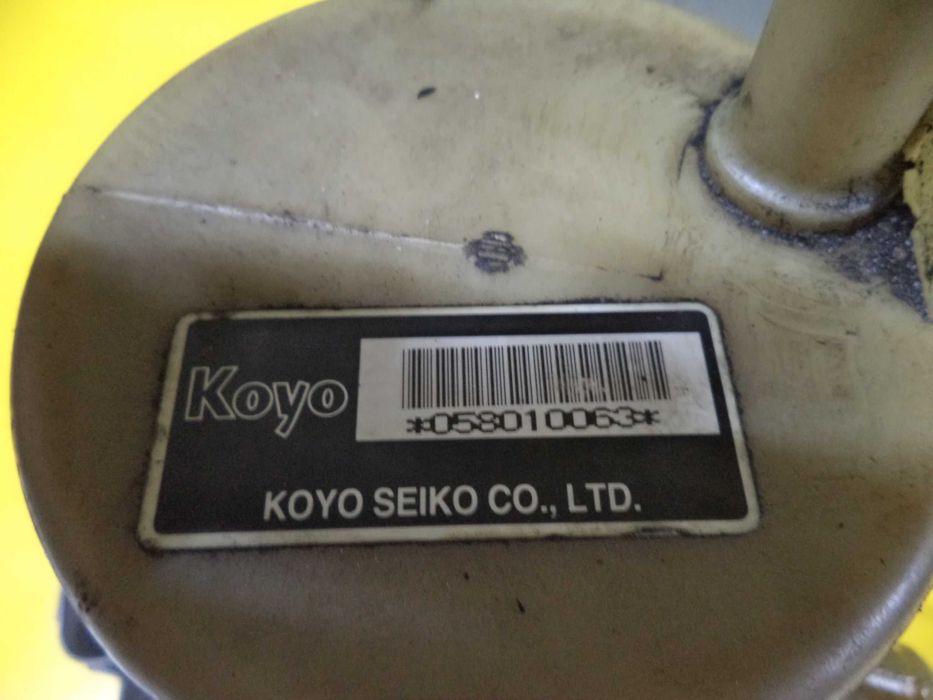 Koyo
*058010063*
KOYO SEIKO CO., LTD.